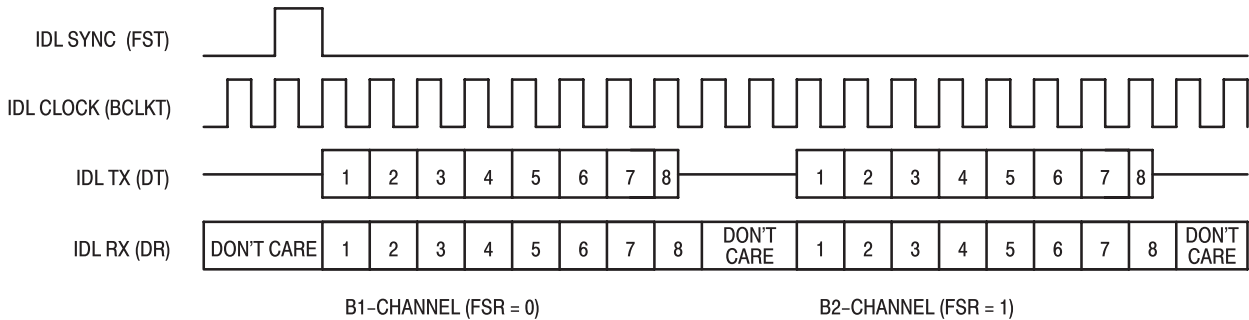 IDL SYNC (FST)
IDL CLOCK (BCLKT)
IDL TX (DT)
1 2 3 4 5 6 7 8 1 2 3 4 5 6 7 8
IDL RX (DR)
DON'T CARE 1 2 3 4 5 6 7 8 DON'T CARE 1 2 3 4 5 6 7 8 DON'T CARE
B1-CHANNEL (FSR = 0) B2-CHANNEL (FSR = 1)